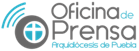 Oficina de
Prensa
Arquidiócesis de Puebla